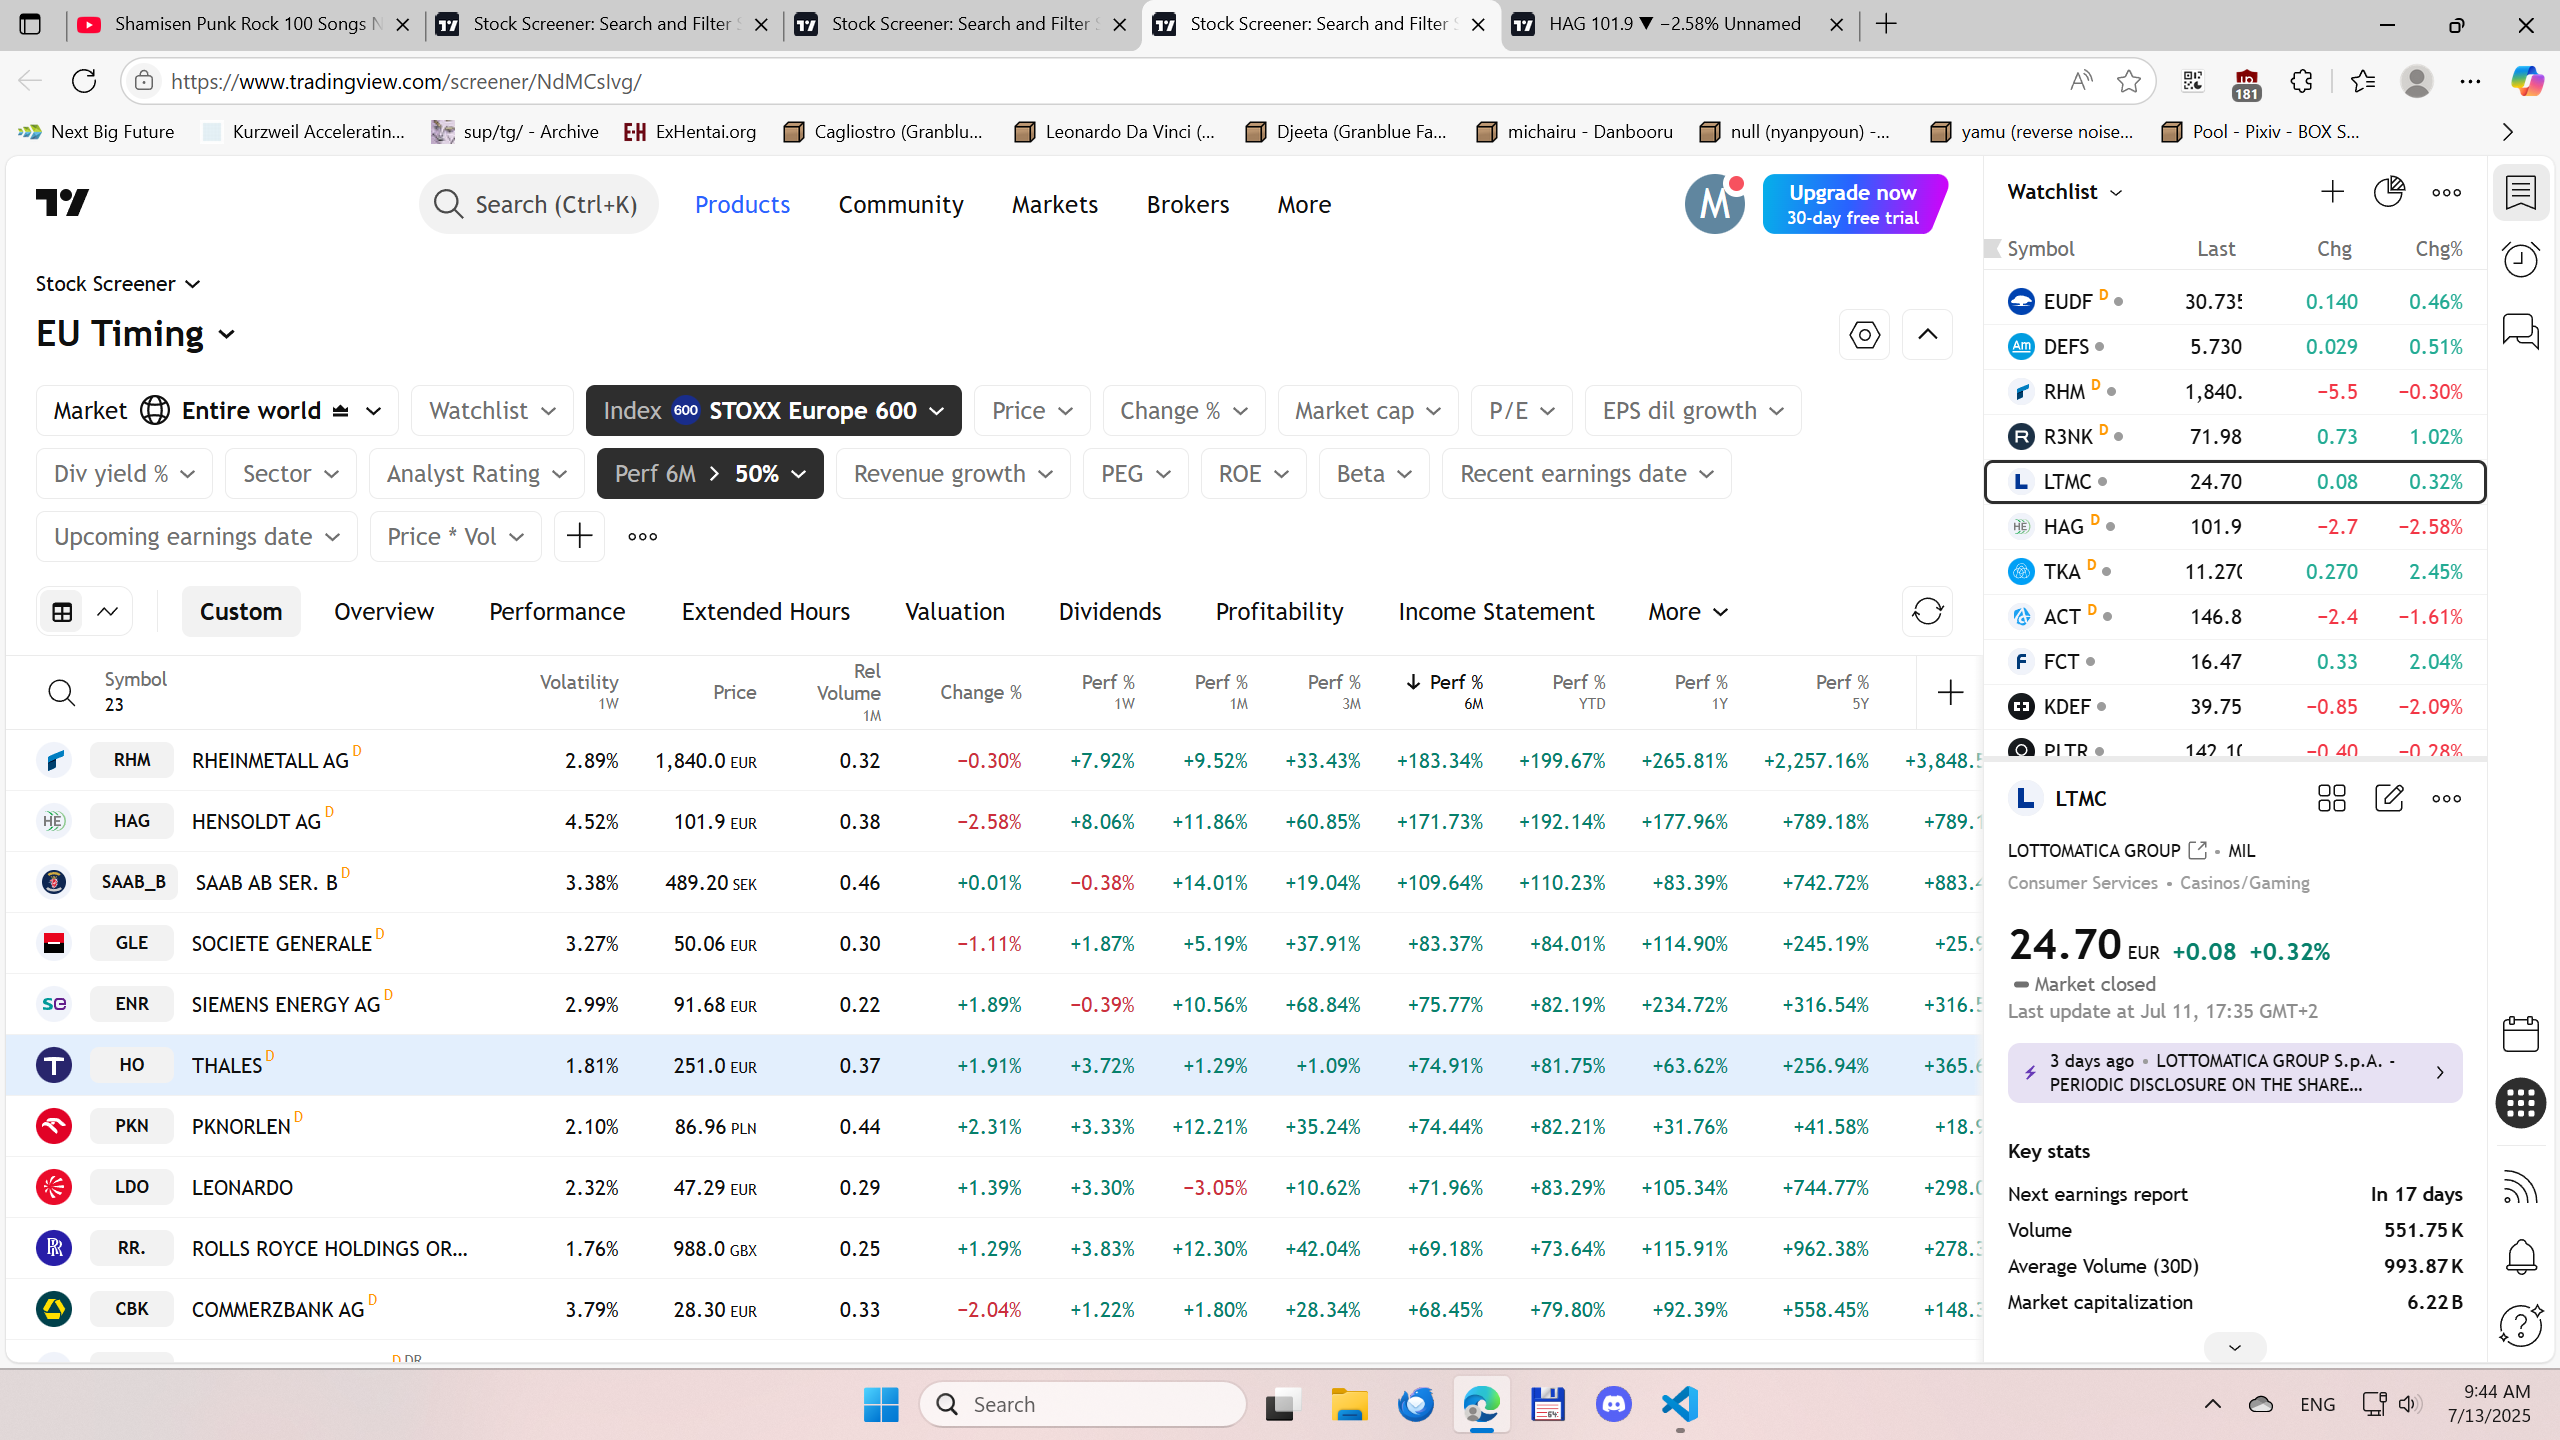 Shamisen Punk Rock 100 Songs N
Stock Screener: Search and Filter S
Stock Screener: Search and Filter S
Stock Screener: Search and Filter S
HAG 101.9 ▼ −2.58% Unnamed
https://www.tradingview.com/screener/NdMCsIvg/
181
Next Big Future
Kurzweil Acceleratin...
sup/tg/ - Archive
ExHentai.org
Cagliostro (Granblu...
Leonardo Da Vinci (...
Djeeta (Granblue Fa...
michairu - Danbooru
null (nyanpyoun) -...
yamu (reverse noise...
Pool - Pixiv - BOX S...
Search (Ctrl+K)
Products
Community
Markets
Brokers
More
M
Upgrade now
30-day free trial
Stock Screener
EU Timing
Market Entire world
Watchlist
Index 600 STOXX Europe 600
Price
Change %
Market cap
P/E
EPS dil growth
Div yield %
Sector
Analyst Rating
Perf 6M > 50%
Revenue growth
PEG
ROE
Beta
Recent earnings date
Upcoming earnings date
Price * Vol
Custom
Overview
Performance
Extended Hours
Valuation
Dividends
Profitability
Income Statement
More
Symbol 23
Volatility 1W
Price
Rel Volume 1M
Change %
Perf % 1W
Perf % 1M
Perf % 3M
↓ Perf % 6M
Perf % YTD
Perf % 1Y
Perf % 5Y
RHM RHEINMETALL AG D 2.89% 1,840.0 EUR 0.32 −0.30% +7.92% +9.52% +33.43% +183.34% +199.67% +265.81% +2,257.16% +3,848.5
HAG HENSOLDT AG D 4.52% 101.9 EUR 0.38 −2.58% +8.06% +11.86% +60.85% +171.73% +192.14% +177.96% +789.18% +789.1
SAAB_B SAAB AB SER. B D 3.38% 489.20 SEK 0.46 +0.01% −0.38% +14.01% +19.04% +109.64% +110.23% +83.39% +742.72% +883.4
GLE SOCIETE GENERALE D 3.27% 50.06 EUR 0.30 −1.11% +1.87% +5.19% +37.91% +83.37% +84.01% +114.90% +245.19% +25.9
ENR SIEMENS ENERGY AG D 2.99% 91.68 EUR 0.22 +1.89% −0.39% +10.56% +68.84% +75.77% +82.19% +234.72% +316.54% +316.5
HO THALES D 1.81% 251.0 EUR 0.37 +1.91% +3.72% +1.29% +1.09% +74.91% +81.75% +63.62% +256.94% +365.6
PKN PKNORLEN D 2.10% 86.96 PLN 0.44 +2.31% +3.33% +12.21% +35.24% +74.44% +82.21% +31.76% +41.58% +18.9
LDO LEONARDO 2.32% 47.29 EUR 0.29 +1.39% +3.30% −3.05% +10.62% +71.96% +83.29% +105.34% +744.77% +298.0
RR. ROLLS ROYCE HOLDINGS OR... 1.76% 988.0 GBX 0.25 +1.29% +3.83% +12.30% +42.04% +69.18% +73.64% +115.91% +962.38% +278.3
CBK COMMERZBANK AG D 3.79% 28.30 EUR 0.33 −2.04% +1.22% +1.80% +28.34% +68.45% +79.80% +92.39% +558.45% +148.3
D DR
Watchlist
Symbol Last Chg Chg%
EUDF D 30.735 0.140 0.46%
DEFS 5.730 0.029 0.51%
RHM D 1,840. −5.5 −0.30%
R3NK D 71.98 0.73 1.02%
LTMC 24.70 0.08 0.32%
HAG D 101.9 −2.7 −2.58%
TKA D 11.270 0.270 2.45%
ACT D 146.8 −2.4 −1.61%
FCT 16.47 0.33 2.04%
KDEF 39.75 −0.85 −2.09%
PLTR 142.10 −0.40 −0.28%
L LTMC
LOTTOMATICA GROUP • MIL
Consumer Services • Casinos/Gaming
24.70 EUR +0.08 +0.32%
Market closed
Last update at Jul 11, 17:35 GMT+2
3 days ago • LOTTOMATICA GROUP S.p.A. -
PERIODIC DISCLOSURE ON THE SHARE...
Key stats
Next earnings report In 17 days
Volume 551.75 K
Average Volume (30D) 993.87 K
Market capitalization 6.22 B
Search
ENG
9:44 AM
7/13/2025